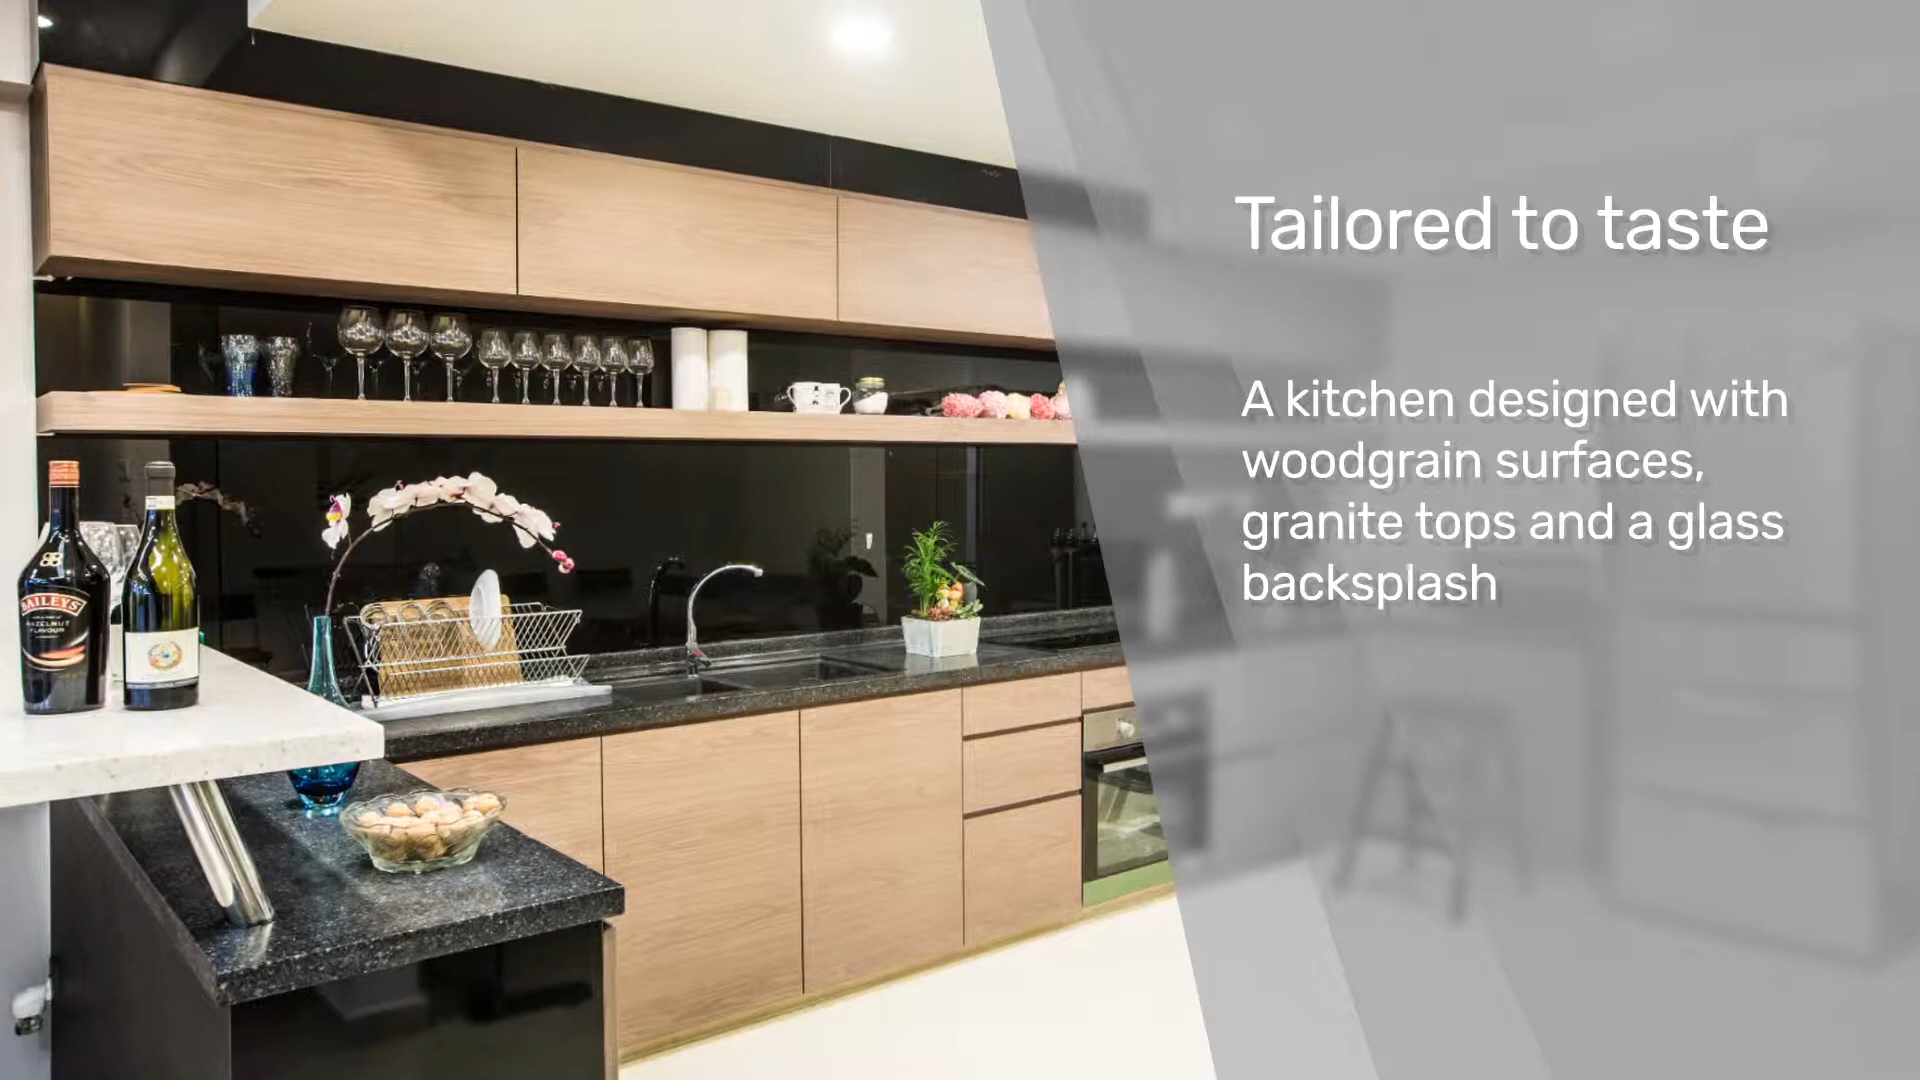 Tailored to taste
A kitchen designed with
woodgrain surfaces,
granite tops and a glass
backsplash
BAILEYS
HAZELNUT
FLAVOUR